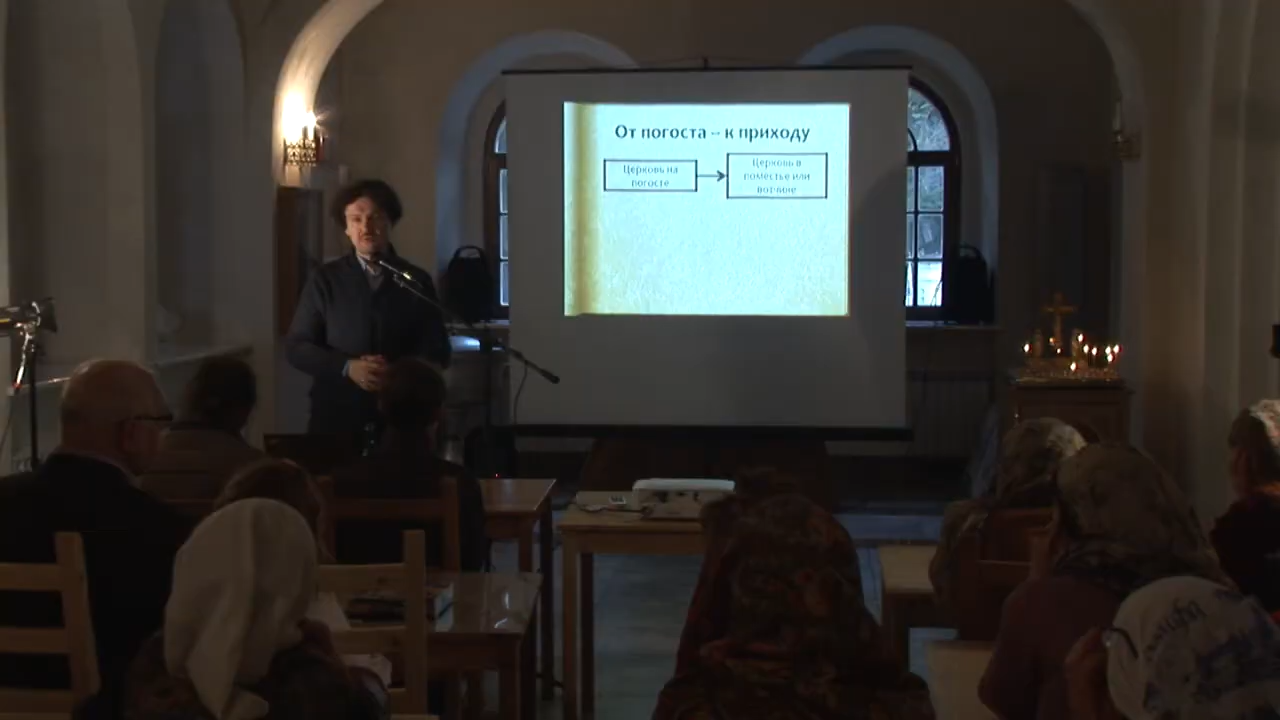 От погоста – к приходу
Церковь на
погосте
Церковь в
поместье или
вотчине